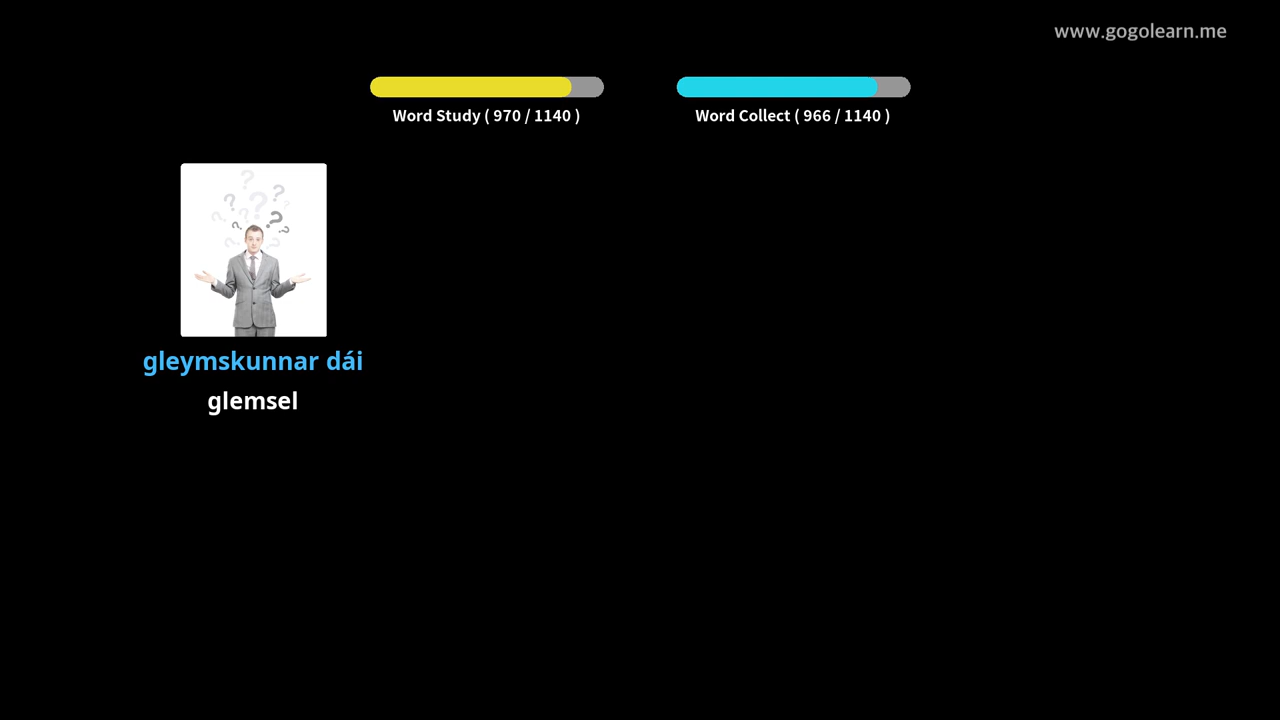 www.gogolearn.me
Word Study ( 970 / 1140 )
Word Collect ( 966 / 1140 )
gleymskunnar dái
glemsel